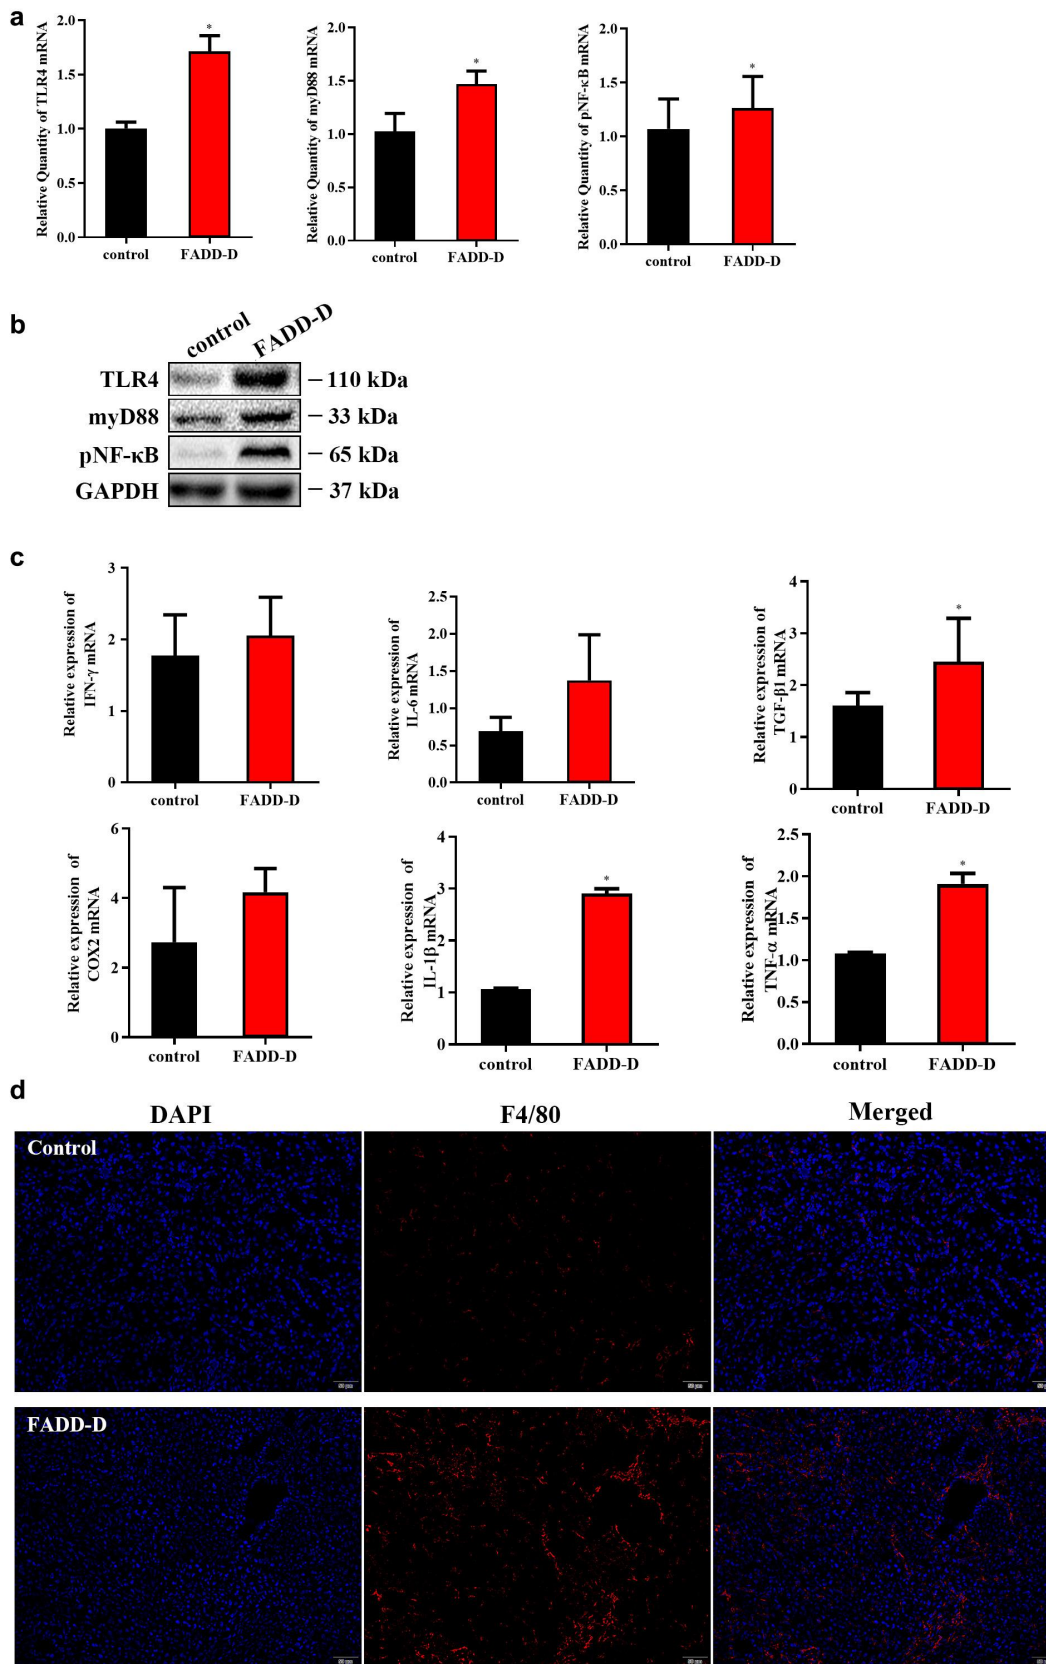 a
Relative Quantity of TLR4 mRNA
2.0
1.5
1.0
0.5
0.0
*
control
FADD-D
Relative Quantity of myD88 mRNA
2.0
1.5
1.0
0.5
0.0
*
control
FADD-D
Relative Quantity of pNF-κB mRNA
2.0
1.5
1.0
0.5
0.0
*
control
FADD-D
b
control
FADD-D
TLR4
110 kDa
myD88
33 kDa
pNF-κB
65 kDa
GAPDH
37 kDa
c
Relative expression of
IFN-γ mRNA
3
2
1
0
control
FADD-D
Relative expression of
IL-6 mRNA
2.5
2.0
1.5
1.0
0.5
0.0
control
FADD-D
Relative expression of
TGF-β1 mRNA
4
3
2
1
0
*
control
FADD-D
Relative expression of
COX2 mRNA
6
4
2
0
control
FADD-D
Relative expression of
IL-1β mRNA
4
3
2
1
0
*
control
FADD-D
Relative expression of
TNF-α mRNA
2.5
2.0
1.5
1.0
0.5
0.0
*
control
FADD-D
d
DAPI
F4/80
Merged
Control
50 μm
50 μm
FADD-D
50 μm
50 μm